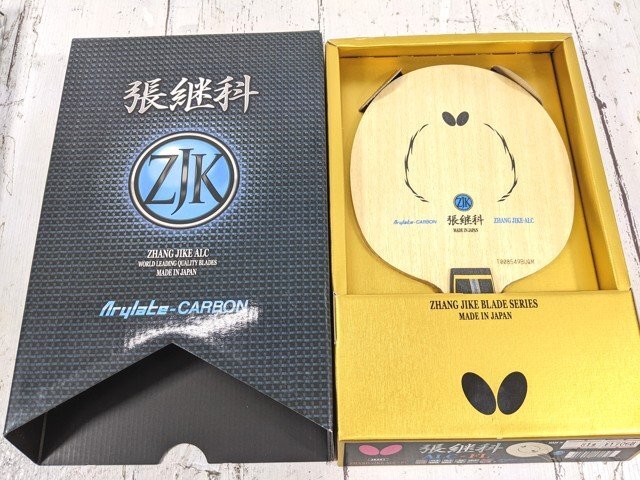 張継科
ZJK
ZHANG JIKE ALC
WORLD LEADING QUALITY BLADES
MADE IN JAPAN
Arylate-CARBON
ZJK
Arylate-CARBON
張継科
ZHANG JIKE-ALC
MADE IN JAPAN
ZHANG JIKE BLADE SERIES
MADE IN JAPAN
張継科